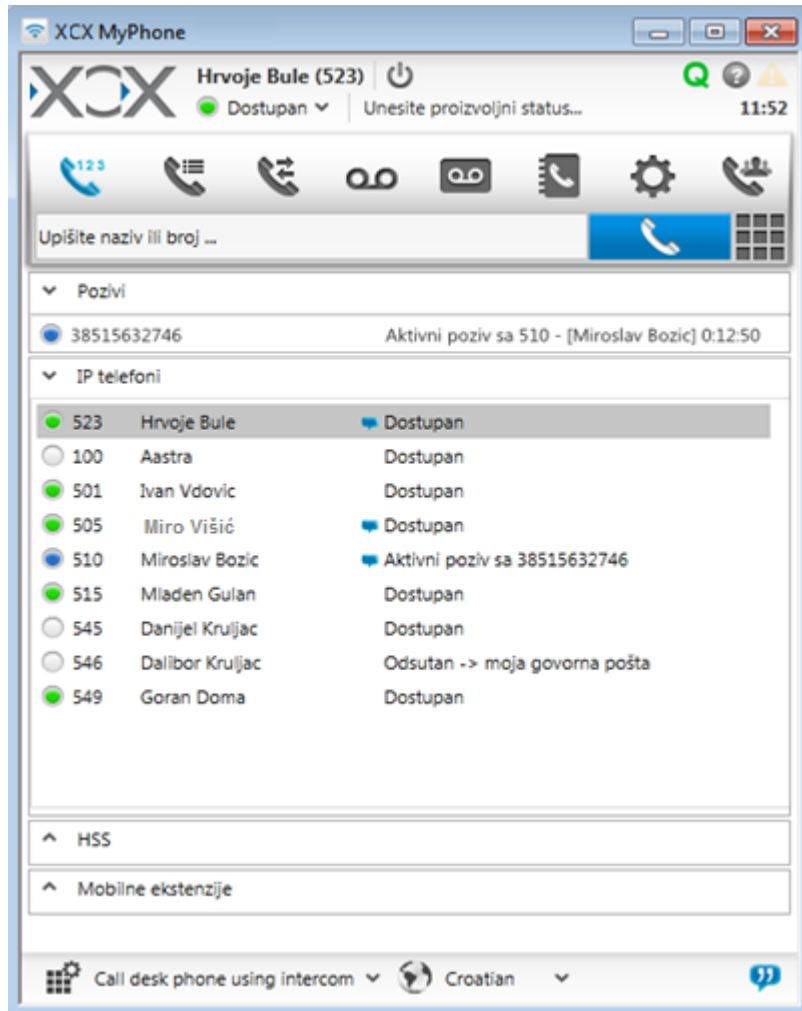 XCX MyPhone
XCX Hrvoje Bule (523) Q ?
Dostupan Unesite proizvoljni status... 11:52
123
Upišite naziv ili broj ...
Pozivi
38515632746 Aktivni poziv sa 510 - [Miroslav Bozic] 0:12:50
IP telefoni
523 Hrvoje Bule Dostupan
100 Aastra Dostupan
501 Ivan Vdovic Dostupan
505 Miro Višić Dostupan
510 Miroslav Bozic Aktivni poziv sa 38515632746
515 Mladen Gulan Dostupan
545 Danijel Kruljac Dostupan
546 Dalibor Kruljac Odsutan -> moja govorna pošta
549 Goran Doma Dostupan
HSS
Mobilne ekstenzije
Call desk phone using intercom Croatian